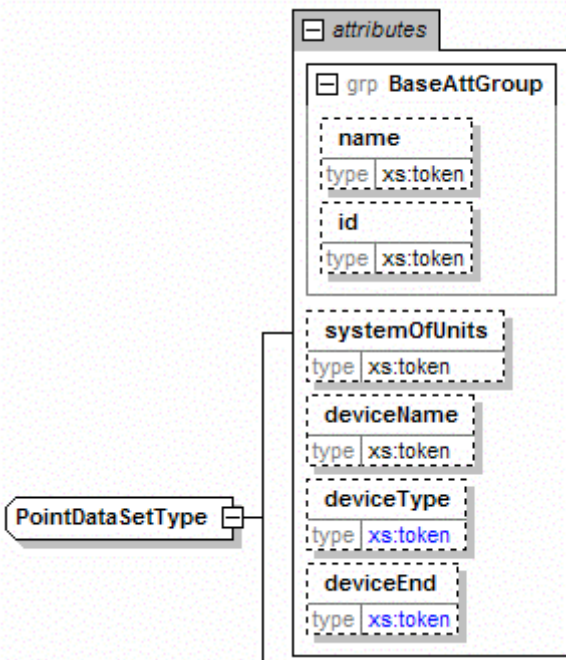 attributes
grp BaseAttGroup
name
type xs:token
id
type xs:token
systemOfUnits
type xs:token
deviceName
type xs:token
deviceType
type xs:token
deviceEnd
type xs:token
PointDataSetType